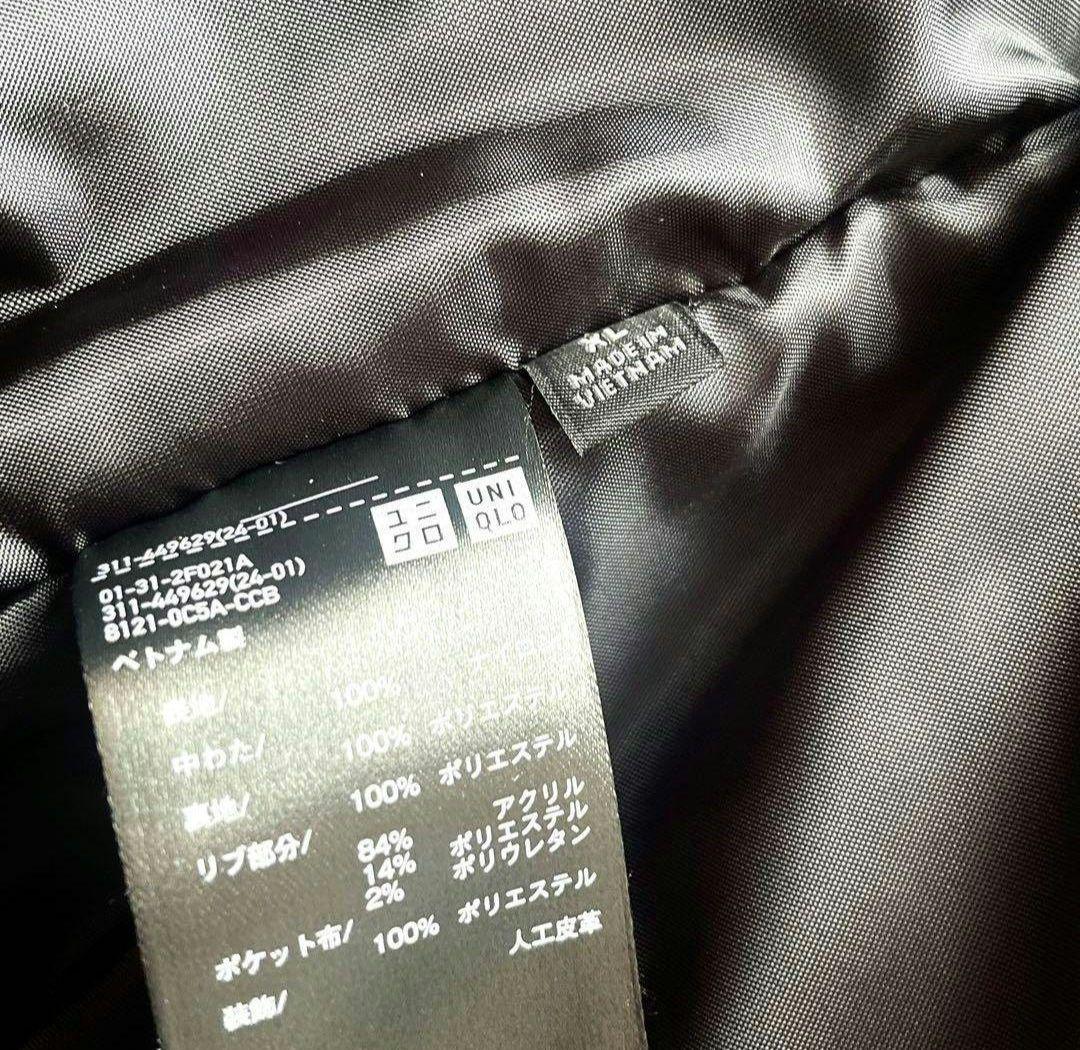 XL
MADE IN
VIETNAM
ユニ
クロ
UNI
QLO
311-449629(24-01)
01-31-2F021A
311-449629(24-01)
8121-0C5A-CCB
ベトナム製
表地/ 100% ナイロン
中わた/ 100% ポリエステル
裏地/ 100% ポリエステル
リブ部分/ 84% アクリル
14% ポリエステル
2% ポリウレタン
ポケット布/ 100% ポリエステル
装飾/ 人工皮革